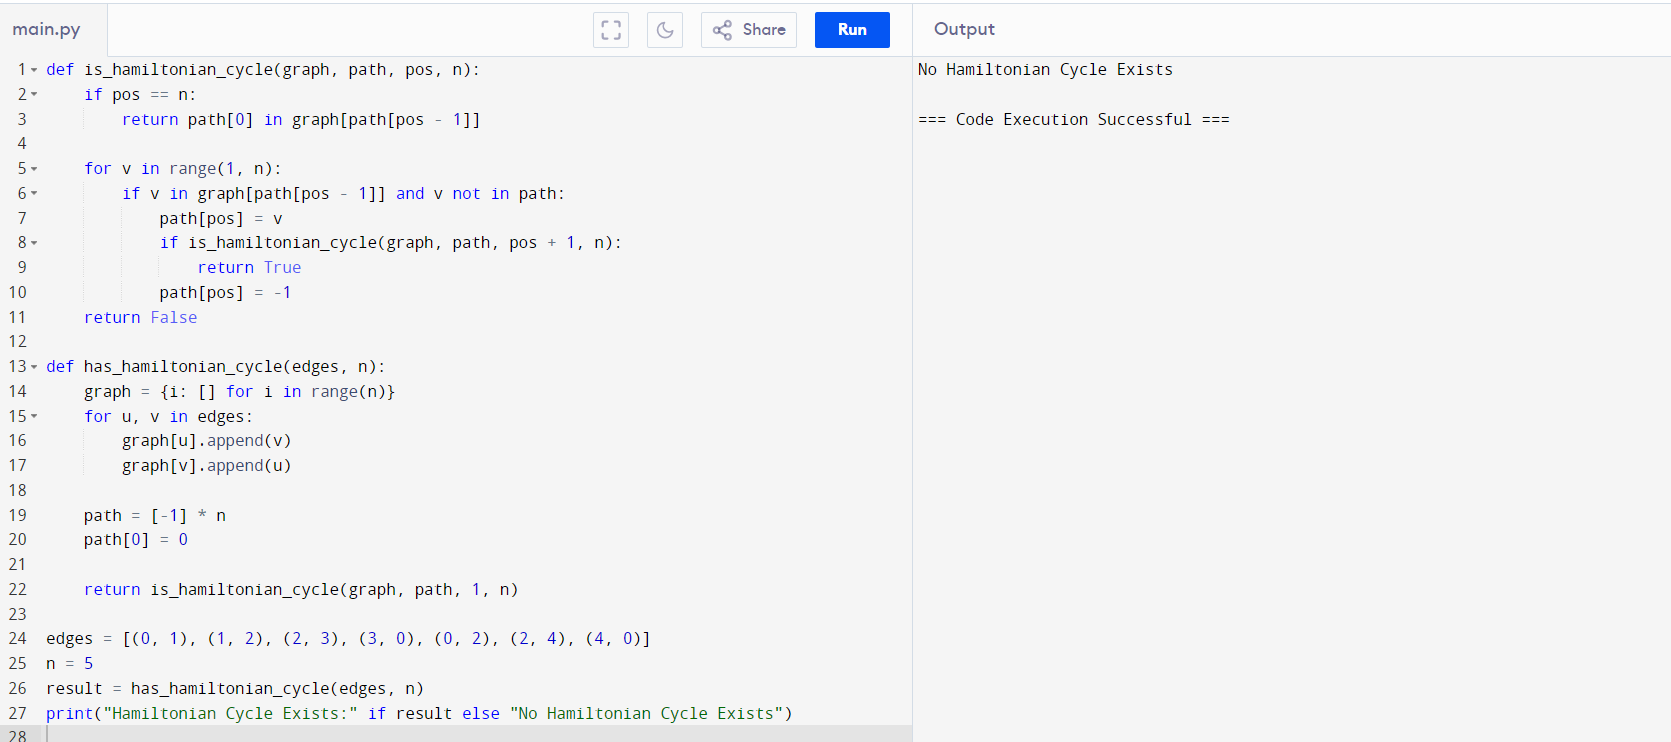 main.py Share Run Output
1 def is_hamiltonian_cycle(graph, path, pos, n):
2     if pos == n:
3         return path[0] in graph[path[pos - 1]]
4
5     for v in range(1, n):
6         if v in graph[path[pos - 1]] and v not in path:
7             path[pos] = v
8             if is_hamiltonian_cycle(graph, path, pos + 1, n):
9                 return True
10             path[pos] = -1
11     return False
12
13 def has_hamiltonian_cycle(edges, n):
14     graph = {i: [] for i in range(n)}
15     for u, v in edges:
16         graph[u].append(v)
17         graph[v].append(u)
18
19     path = [-1] * n
20     path[0] = 0
21
22     return is_hamiltonian_cycle(graph, path, 1, n)
23
24 edges = [(0, 1), (1, 2), (2, 3), (3, 0), (0, 2), (2, 4), (4, 0)]
25 n = 5
26 result = has_hamiltonian_cycle(edges, n)
27 print("Hamiltonian Cycle Exists:" if result else "No Hamiltonian Cycle Exists")
28
No Hamiltonian Cycle Exists
=== Code Execution Successful ===